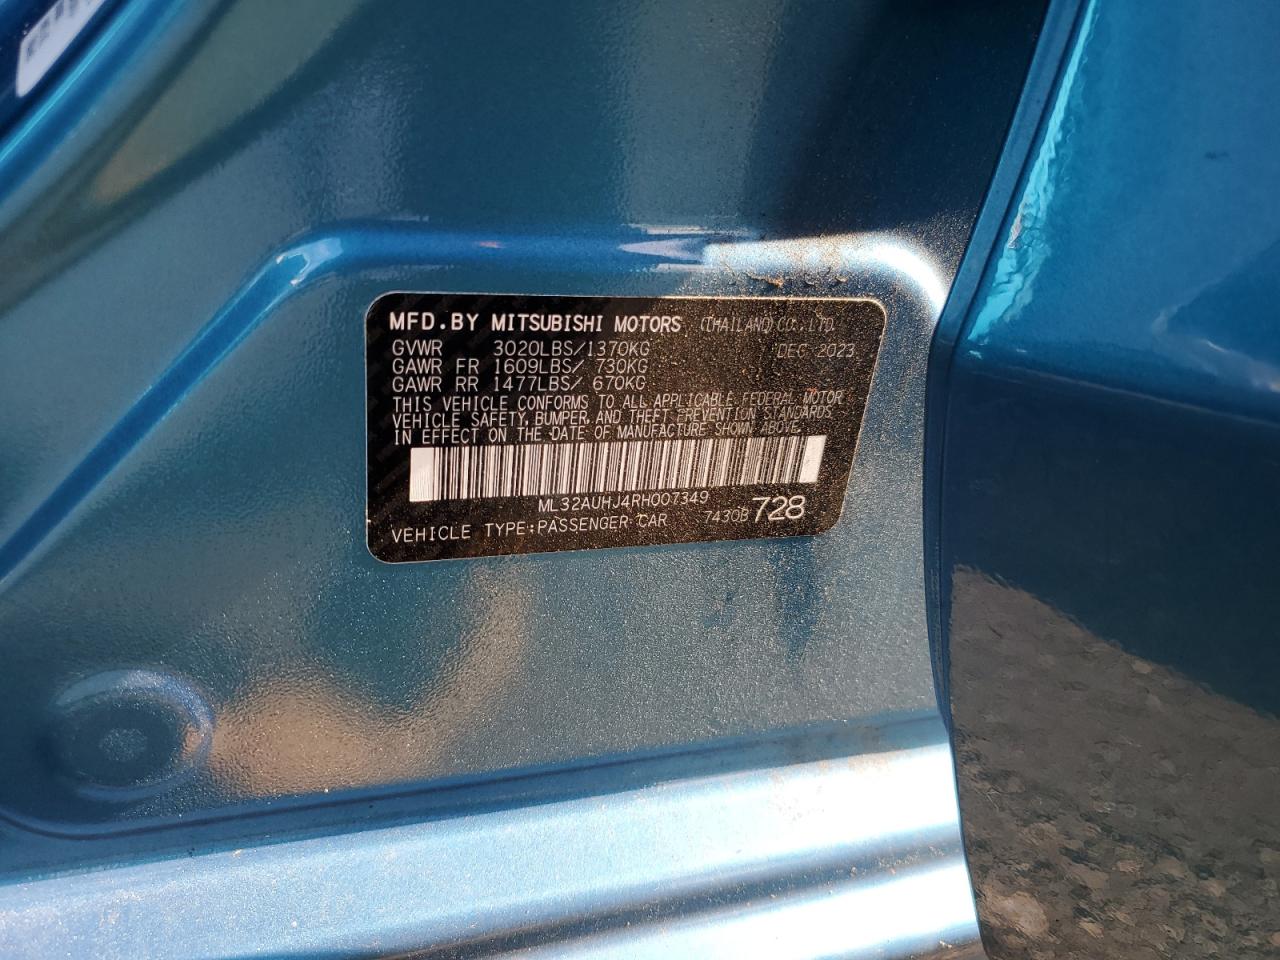 MFD.BY MITSUBISHI MOTORS (THAILAND) CO.,LTD.
GVWR 3020LBS/1370KG DEC 2023
GAWR FR 1609LBS/ 730KG
GAWR RR 1477LBS/ 670KG
THIS VEHICLE CONFORMS TO ALL APPLICABLE FEDERAL MOTOR
VEHICLE SAFETY, BUMPER, AND THEFT PREVENTION STANDARDS
IN EFFECT ON THE DATE OF MANUFACTURE SHOWN ABOVE.
ML32AUHJ4RH007349
VEHICLE TYPE:PASSENGER CAR 7430B 728